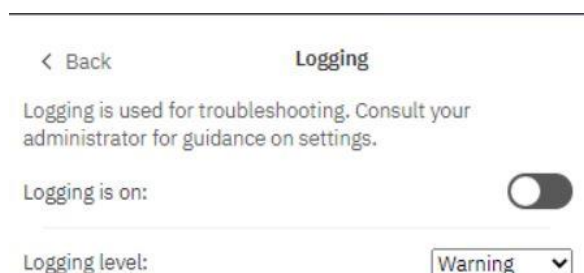 < Back Logging
Logging is used for troubleshooting. Consult your
administrator for guidance on settings.
Logging is on:
Logging level: Warning